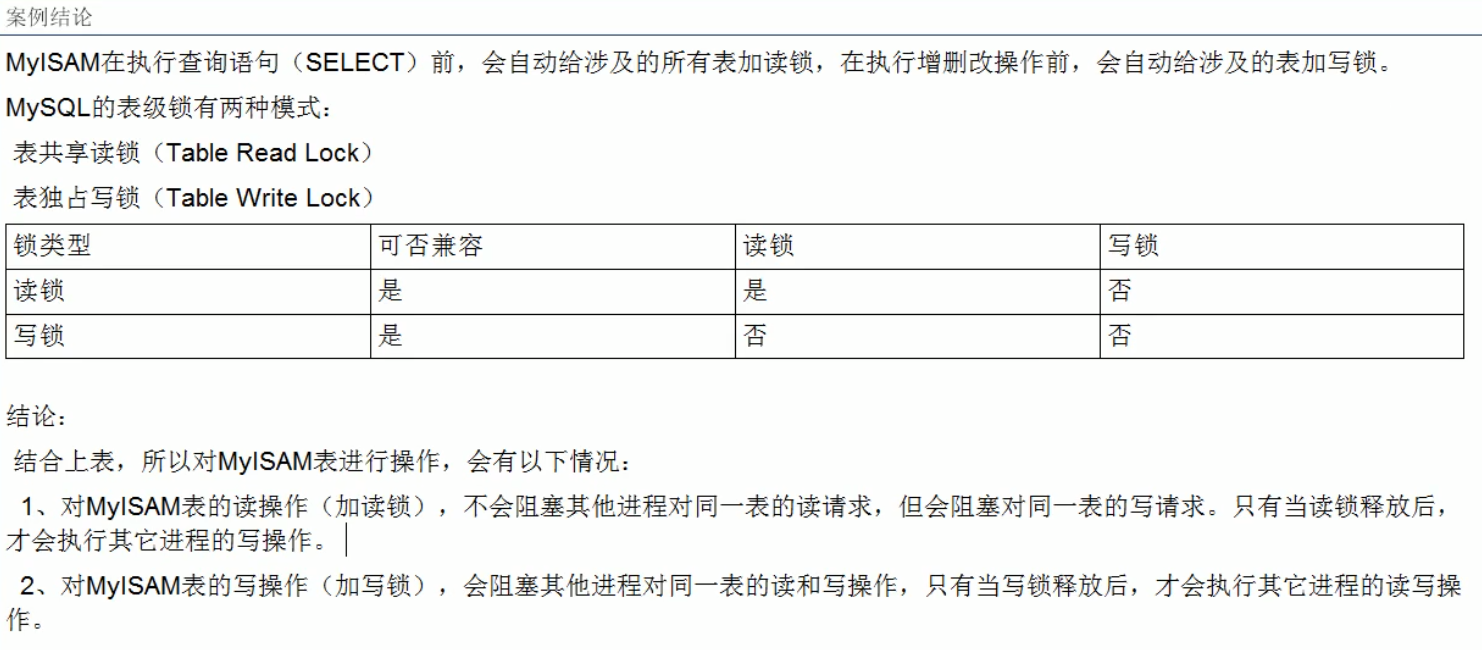 案例结论
MyISAM在执行查询语句（SELECT）前，会自动给涉及的所有表加读锁，在执行增删改操作前，会自动给涉及的表加写锁。
MySQL的表级锁有两种模式：
表共享读锁（Table Read Lock）
表独占写锁（Table Write Lock）
锁类型 可否兼容 读锁 写锁
读锁 是 是 否
写锁 是 否 否
结论：
结合上表，所以对MyISAM表进行操作，会有以下情况：
1、对MyISAM表的读操作（加读锁），不会阻塞其他进程对同一表的读请求，但会阻塞对同一表的写请求。只有当读锁释放后，
才会执行其它进程的写操作。
2、对MyISAM表的写操作（加写锁），会阻塞其他进程对同一表的读和写操作，只有当写锁释放后，才会执行其它进程的读写操
作。